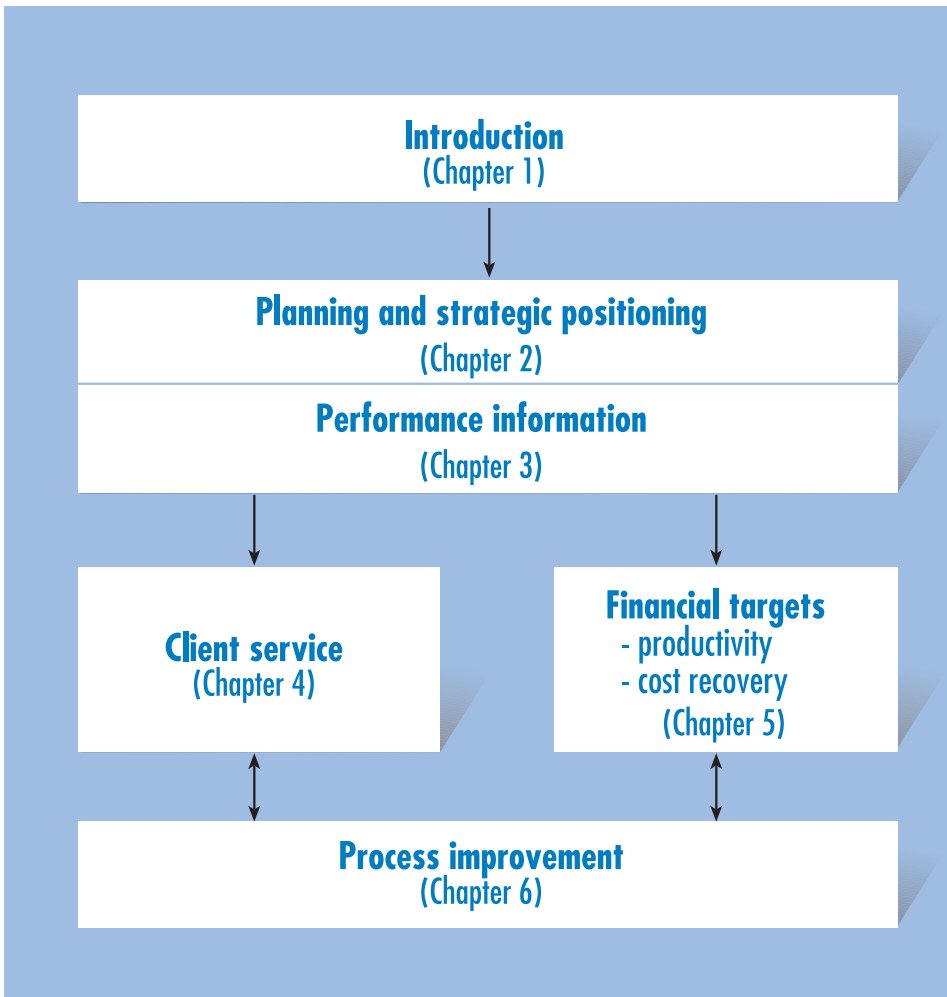 Introduction
(Chapter 1)
Planning and strategic positioning
(Chapter 2)
Performance information
(Chapter 3)
Client service
(Chapter 4)
Financial targets
- productivity
- cost recovery
(Chapter 5)
Process improvement
(Chapter 6)